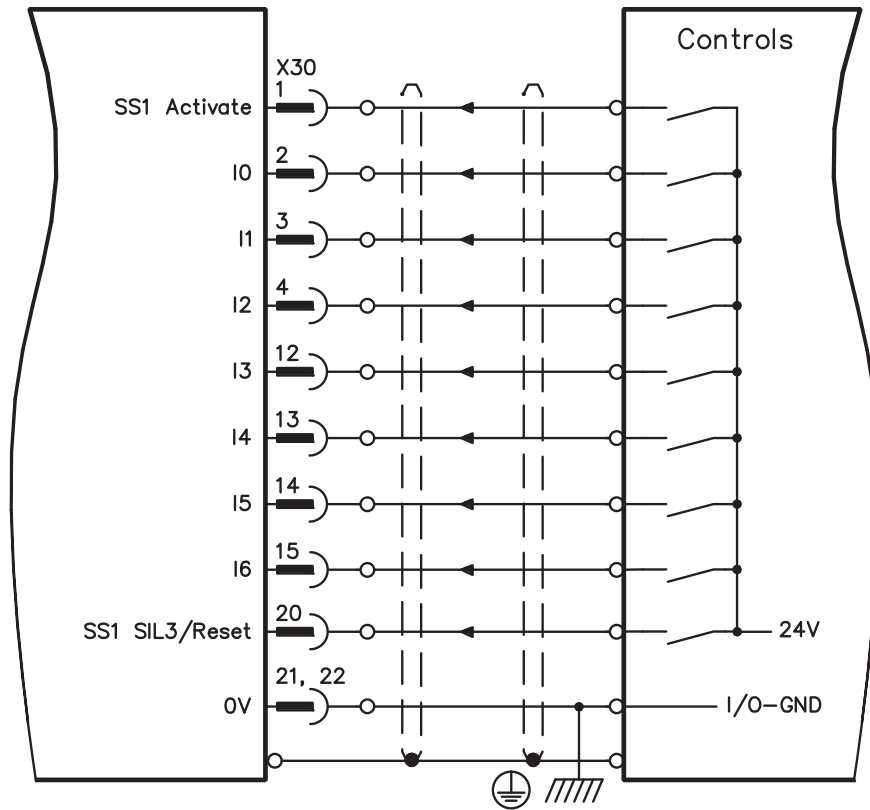 Controls
X30
SS1 Activate 1
I0 2
I1 3
I2 4
I3 12
I4 13
I5 14
I6 15
SS1 SIL3/Reset 20 24V
0V 21, 22 I/O-GND